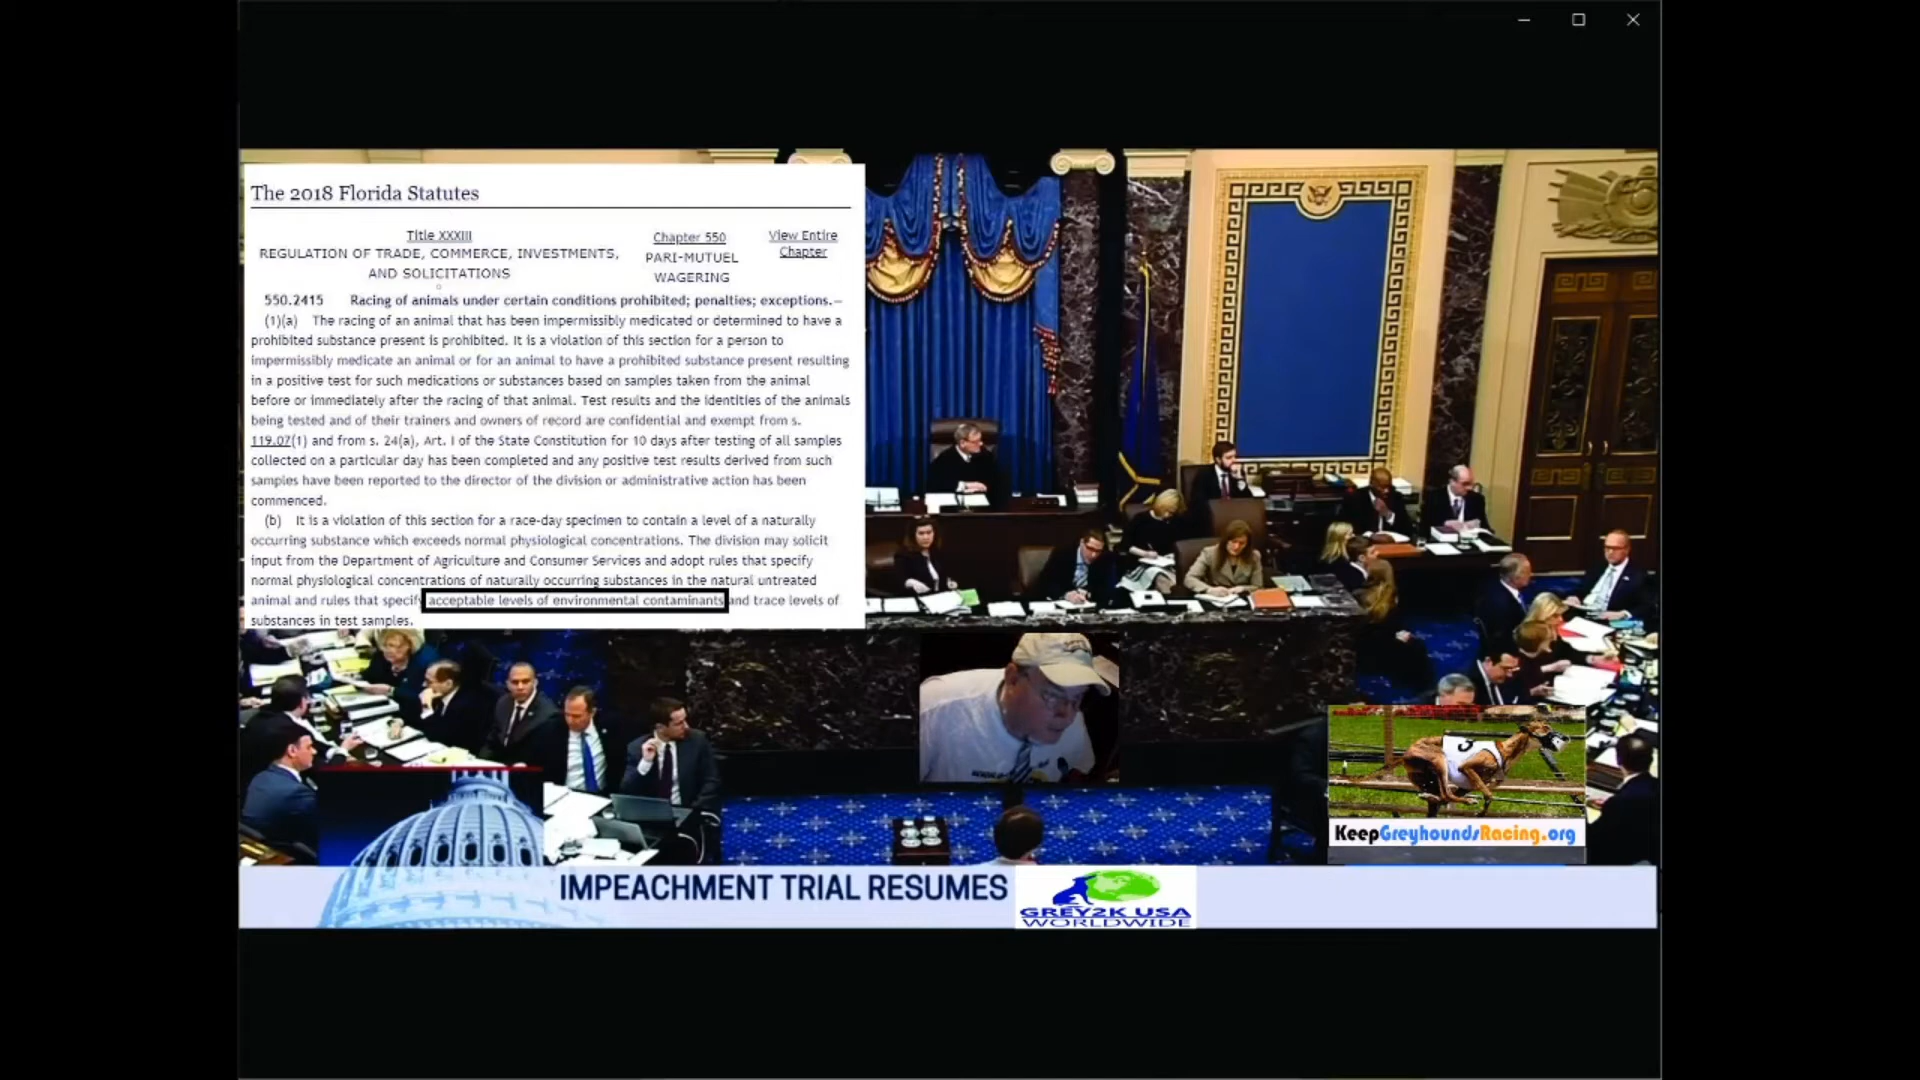 The 2018 Florida Statutes
Title XXXIII
REGULATION OF TRADE, COMMERCE, INVESTMENTS,
AND SOLICITATIONS
Chapter 550
PARI-MUTUEL
WAGERING
View Entire
Chapter
550.2415 Racing of animals under certain conditions prohibited; penalties; exceptions.—
(1)(a) The racing of an animal that has been impermissibly medicated or determined to have a
prohibited substance present is prohibited. It is a violation of this section for a person to
impermissibly medicate an animal or for an animal to have a prohibited substance present resulting
in a positive test for such medications or substances based on samples taken from the animal
before or immediately after the racing of that animal. Test results and the identities of the animals
being tested and of their trainers and owners of record are confidential and exempt from s.
119.07(1) and from s. 24(a), Art. I of the State Constitution for 10 days after testing of all samples
collected on a particular day has been completed and any positive test results derived from such
samples have been reported to the director of the division or administrative action has been
commenced.
(b) It is a violation of this section for a race-day specimen to contain a level of a naturally
occurring substance which exceeds normal physiological concentrations. The division may solicit
input from the Department of Agriculture and Consumer Services and adopt rules that specify
normal physiological concentrations of naturally occurring substances in the natural untreated
animal and rules that specify acceptable levels of environmental contaminants and trace levels of
substances in test samples.
3
KeepGreyhoundsRacing.org
IMPEACHMENT TRIAL RESUMES
GREY2K USA
WORLDWIDE